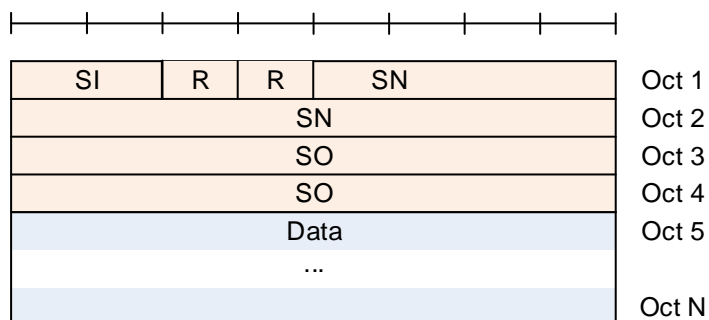 SI R R SN Oct 1
SN Oct 2
SO Oct 3
SO Oct 4
Data Oct 5
...
Oct N